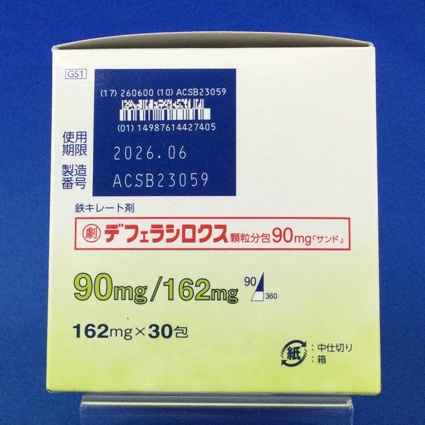 GS1
(17) 260600 (10) ACSB23059
(01) 14987614427405
使用
期限
2026.06
製造
番号
ACSB23059
鉄キレート剤
劇 デフェラシロクス顆粒分包90mg「サンド」
90mg/162mg
90
360
162mg×30包
紙
:中仕切り
:箱